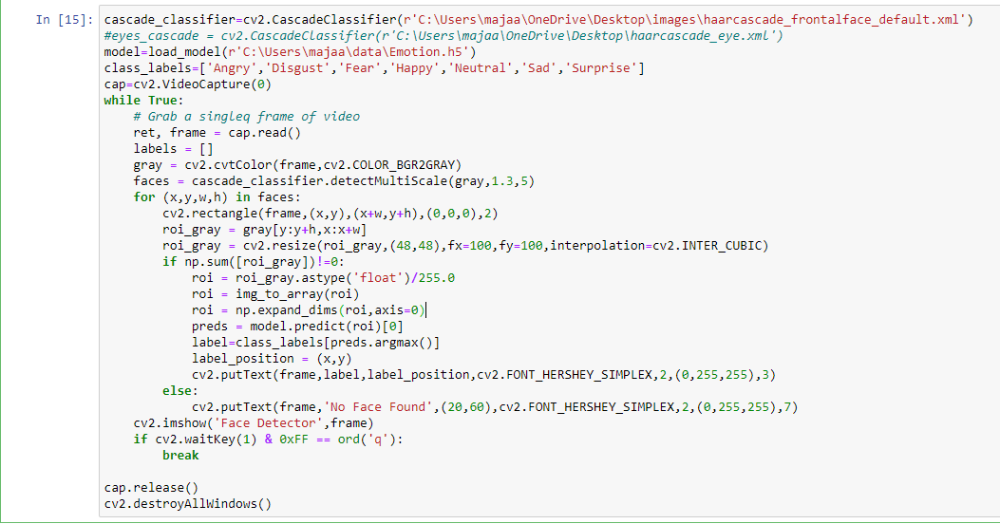 In [15]: cascade_classifier=cv2.CascadeClassifier(r'C:\Users\majaa\OneDrive\Desktop\images\haarcascade_frontalface_default.xml')
#eyes_cascade = cv2.CascadeClassifier(r'C:\Users\majaa\OneDrive\Desktop\haarcascade_eye.xml')
model=load_model(r'C:\Users\majaa\data\Emotion.h5')
class_labels=['Angry','Disgust','Fear','Happy','Neutral','Sad','Surprise']
cap=cv2.VideoCapture(0)
while True:
    # Grab a singleq frame of video
    ret, frame = cap.read()
    labels = []
    gray = cv2.cvtColor(frame,cv2.COLOR_BGR2GRAY)
    faces = cascade_classifier.detectMultiScale(gray,1.3,5)
    for (x,y,w,h) in faces:
        cv2.rectangle(frame,(x,y),(x+w,y+h),(0,0,0),2)
        roi_gray = gray[y:y+h,x:x+w]
        roi_gray = cv2.resize(roi_gray,(48,48),fx=100,fy=100,interpolation=cv2.INTER_CUBIC)
        if np.sum([roi_gray])!=0:
            roi = roi_gray.astype('float')/255.0
            roi = img_to_array(roi)
            roi = np.expand_dims(roi,axis=0)
            preds = model.predict(roi)[0]
            label=class_labels[preds.argmax()]
            label_position = (x,y)
            cv2.putText(frame,label,label_position,cv2.FONT_HERSHEY_SIMPLEX,2,(0,255,255),3)
        else:
            cv2.putText(frame,'No Face Found',(20,60),cv2.FONT_HERSHEY_SIMPLEX,2,(0,255,255),7)
    cv2.imshow('Face Detector',frame)
    if cv2.waitKey(1) & 0xFF == ord('q'):
        break
cap.release()
cv2.destroyAllWindows()